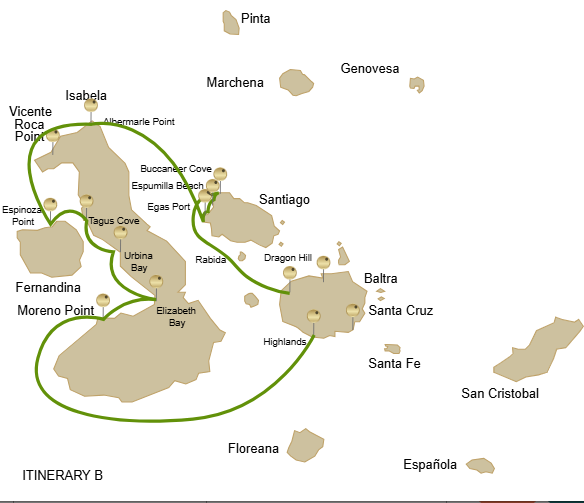 Pinta
Genovesa
Marchena
Isabela
Vicente
Roca
Point
Albermarle Point
Buccaneer Cove
Espumilla Beach
Egas Port
Santiago
Espinoza
Point
Tagus Cove
Urbina
Bay
Rabida
Dragon Hill
Baltra
Fernandina
Moreno Point
Elizabeth
Bay
Santa Cruz
Highlands
Santa Fe
San Cristobal
Floreana
Española
ITINERARY B